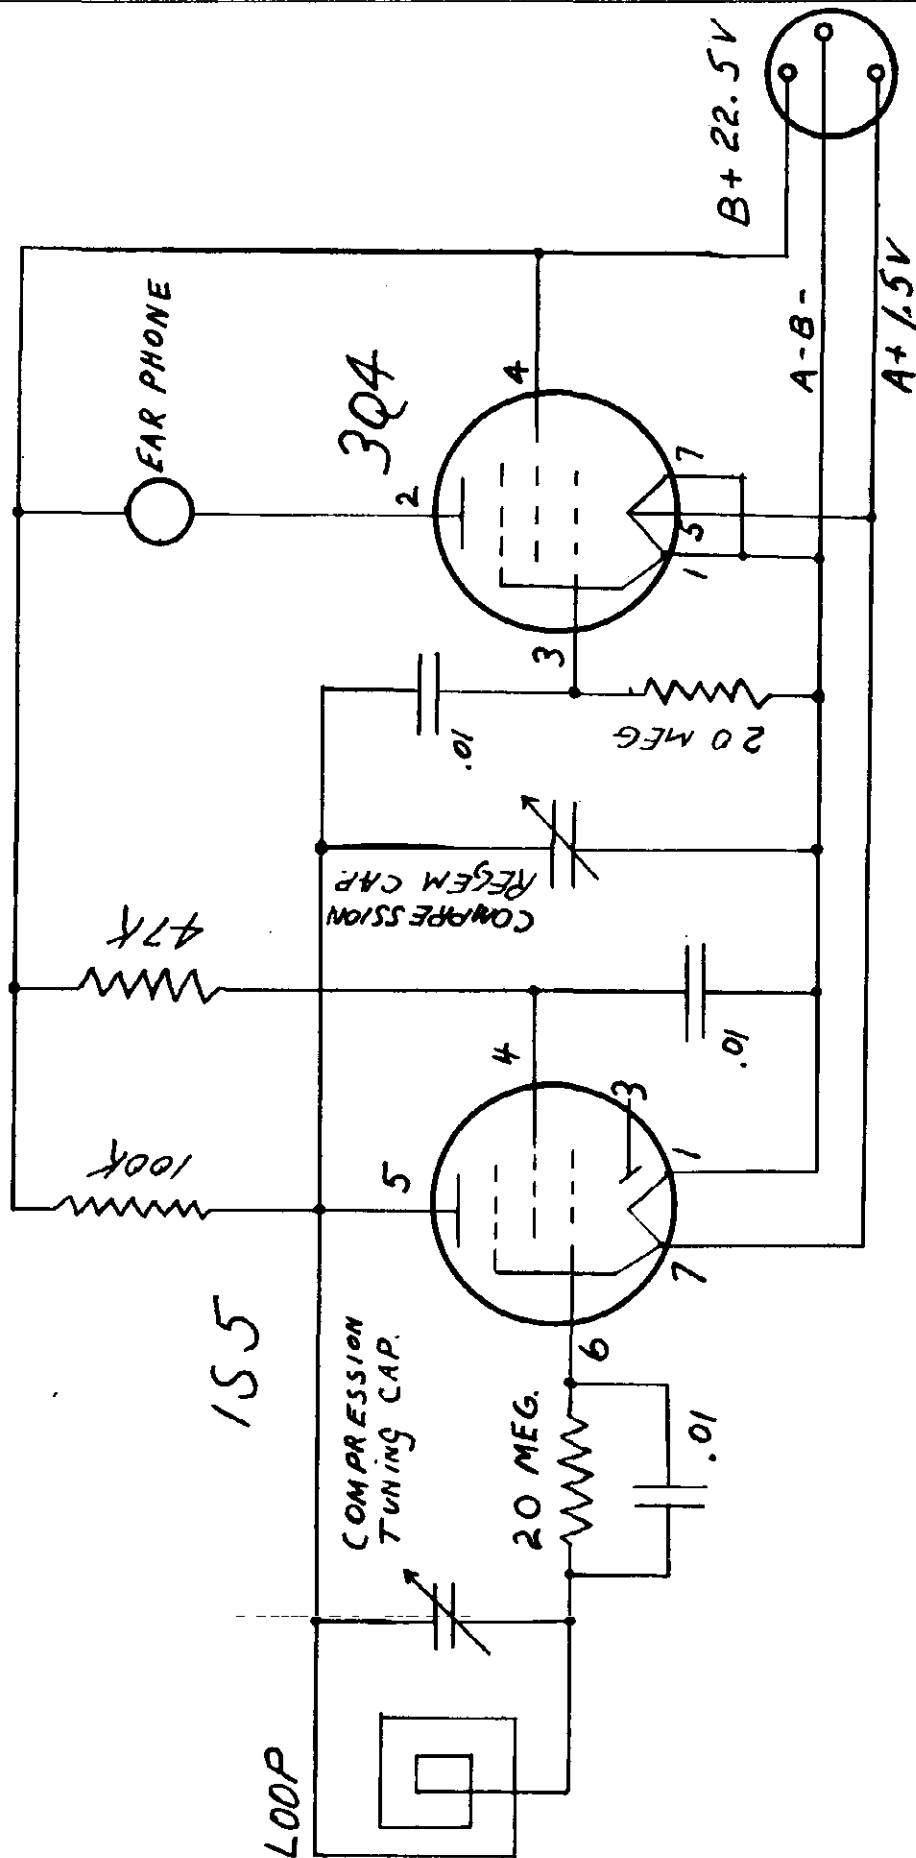 LOOP
COMPRESSION
TUNING CAP.
1S5
20 MEG.
.01
6
5
4
3
7
1
100K
47K
.01
COMPRESSION
REGEM CAP.
.01
20 MEG
3Q4
EAR PHONE
2
3
4
1
5
7
B+ 22.5V
A-B-
A+ 1.5V